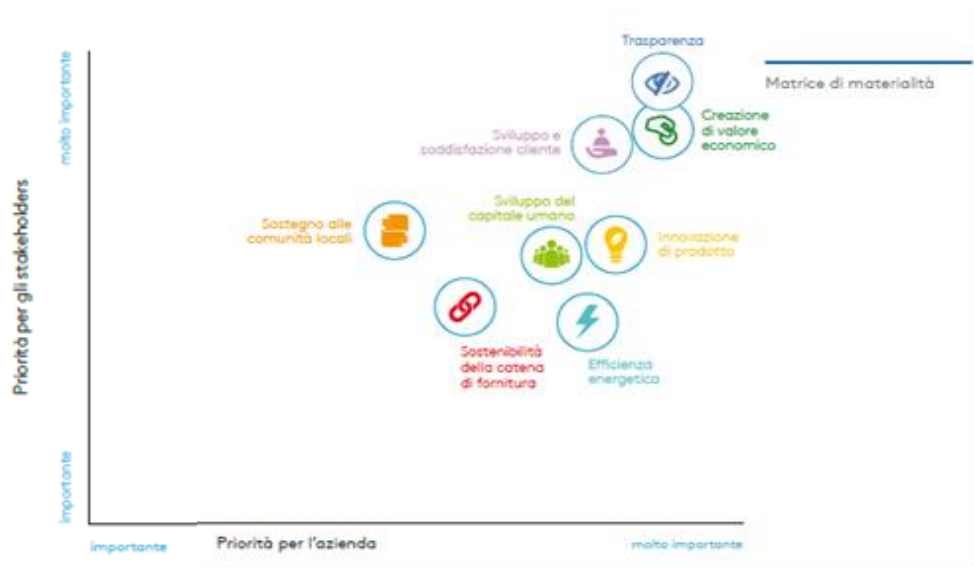 Trasparenza
Matrice di materialità
Creazione
di valore
economico
Sviluppo e
soddisfazione cliente
Sviluppo del
capitale umano
Innovazione
di prodotto
Sostegno alle
comunità locali
Sostenibilità
della catena
di fornitura
Efficienza
energetica
molto importante
Priorità per gli stakeholders
importante
importante
Priorità per l'azienda
molto importante